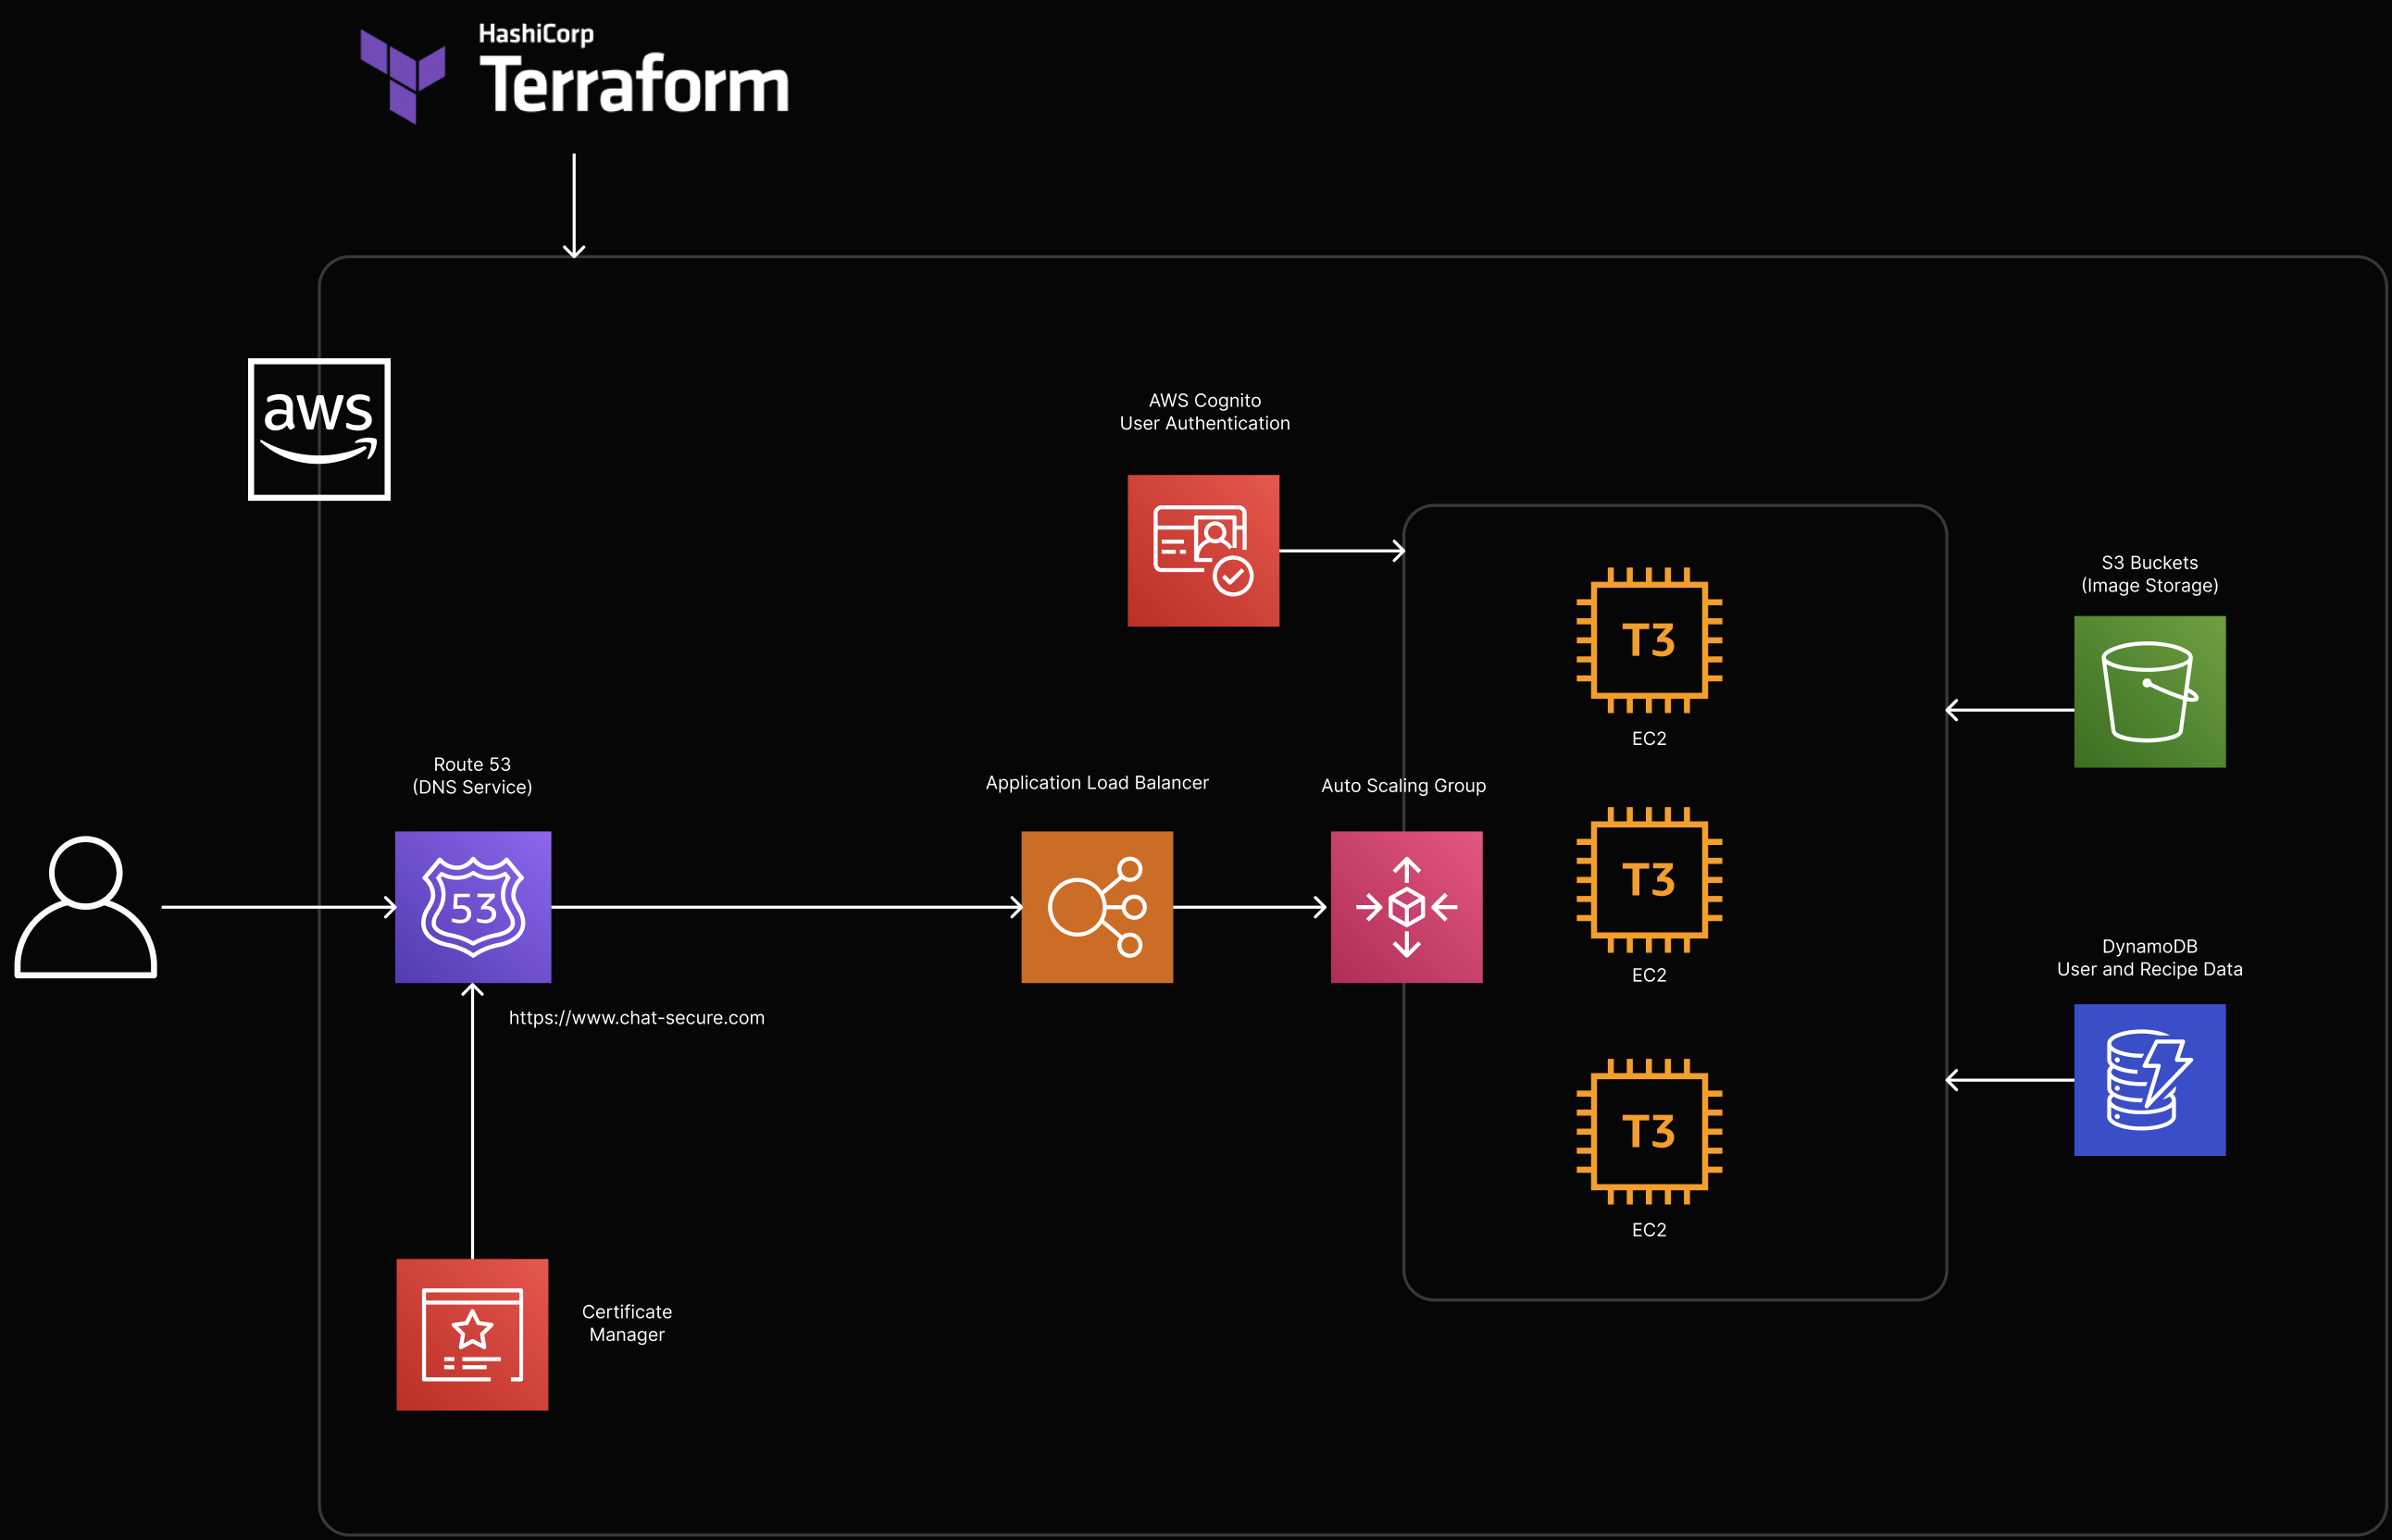 HashiCorp
Terraform
aws
AWS Cognito
User Authentication
T3
EC2
S3 Buckets
(Image Storage)
Route 53
(DNS Service)
53
https://www.chat-secure.com
Application Load Balancer
Auto Scaling Group
T3
EC2
DynamoDB
User and Recipe Data
T3
EC2
Certificate
Manager